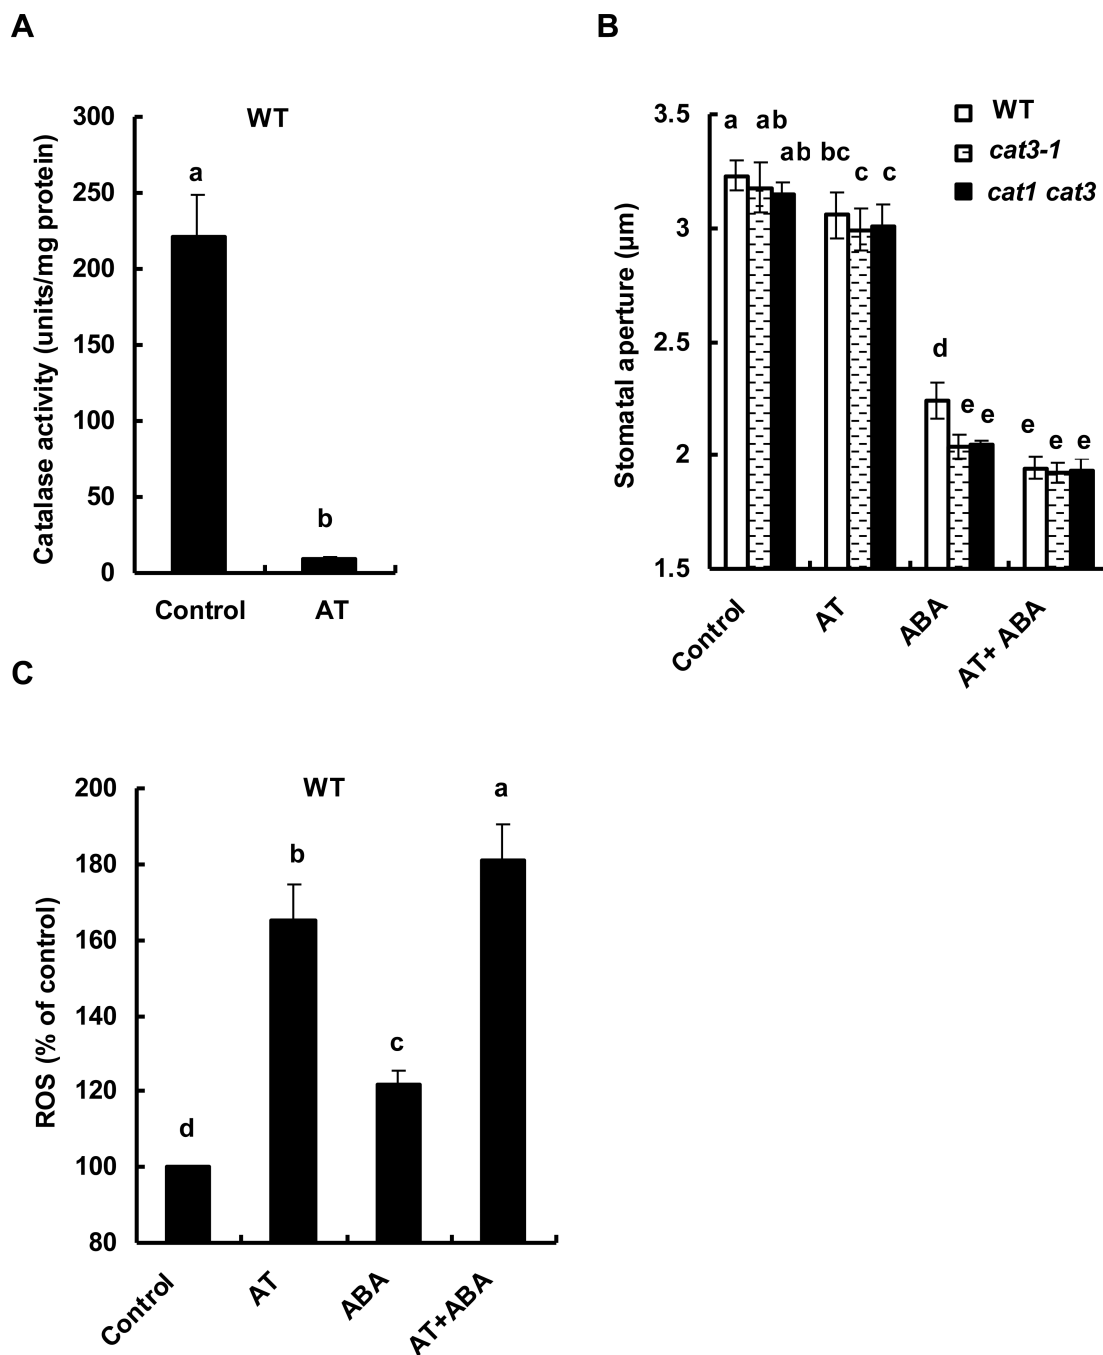 A
WT
Catalase activity (units/mg protein)
300
250
200
150
100
50
0
a
b
Control
AT
B
Stomatal aperture (µm)
3.5
3
2.5
2
1.5
WT
cat3-1
cat1 cat3
a
ab
ab
bc
c
c
d
e
e
e
e
e
Control
AT
ABA
AT+ ABA
C
WT
ROS (% of control)
200
180
160
140
120
100
80
d
b
c
a
Control
AT
ABA
AT+ABA